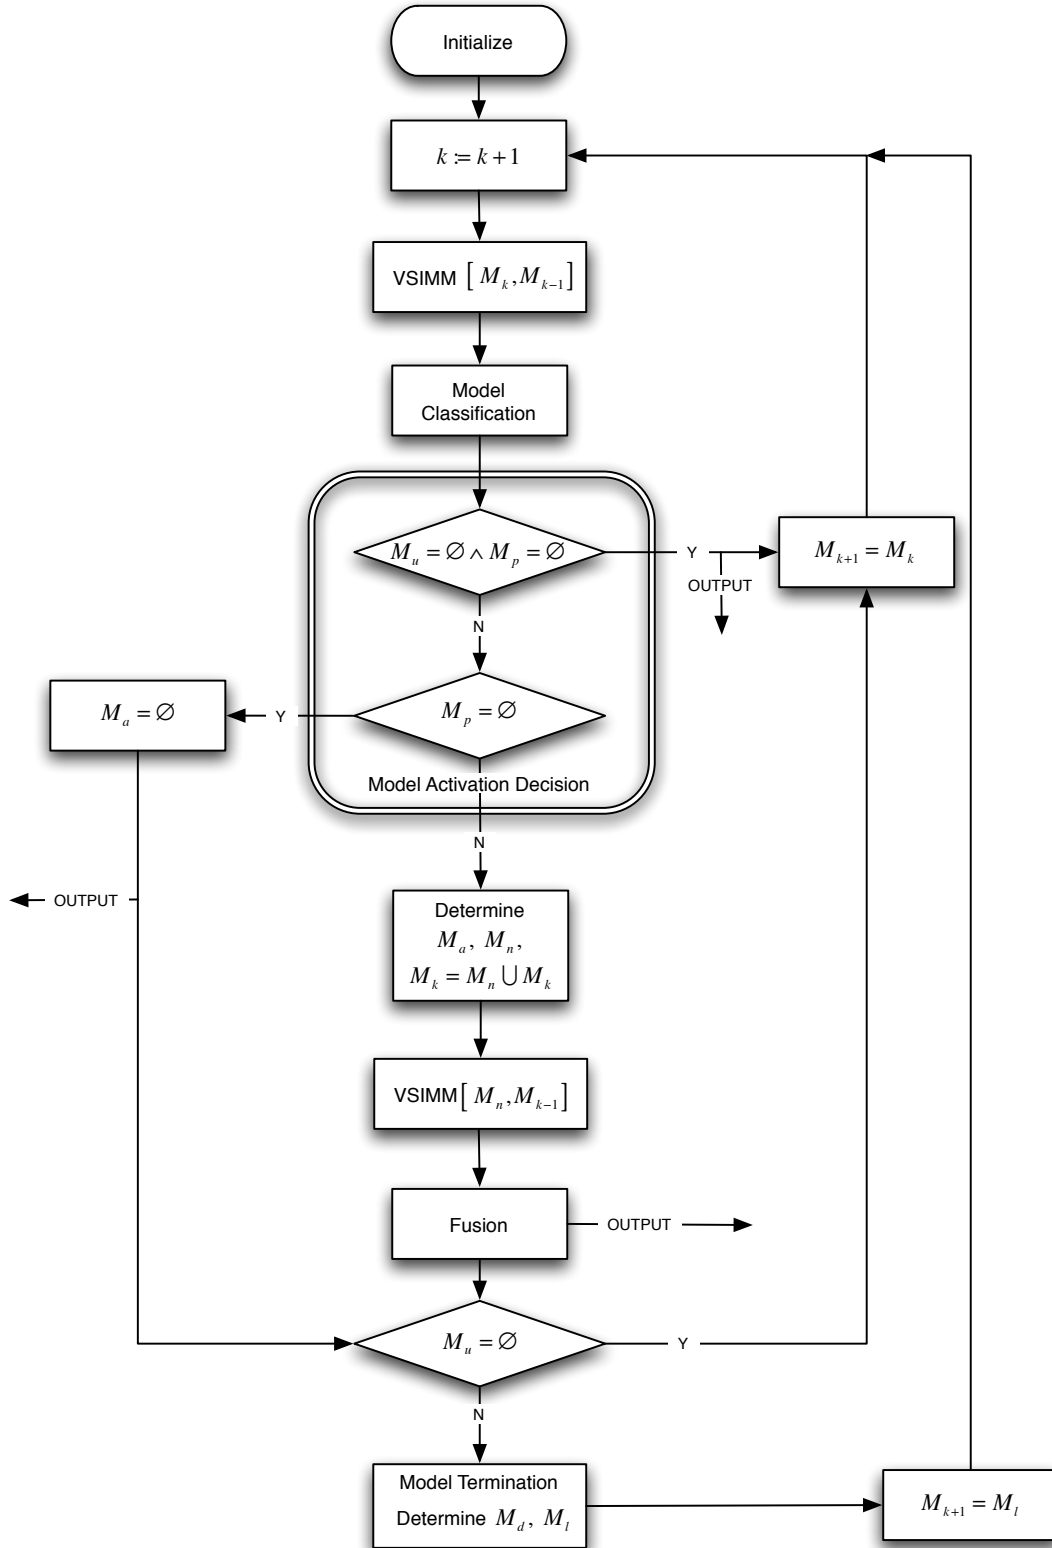 Initialize
k := k + 1
VSIMM [ M_k, M_{k−1} ]
Model
Classification
M_u = ∅ ∧ M_p = ∅
Y
M_{k+1} = M_k
OUTPUT
N
M_a = ∅
Y
M_p = ∅
Model Activation Decision
N
OUTPUT
Determine
M_a, M_n,
M_k = M_n ⋃ M_k
VSIMM [ M_n, M_{k−1} ]
Fusion
OUTPUT
M_u = ∅
Y
N
Model Termination
Determine M_d, M_l
M_{k+1} = M_l